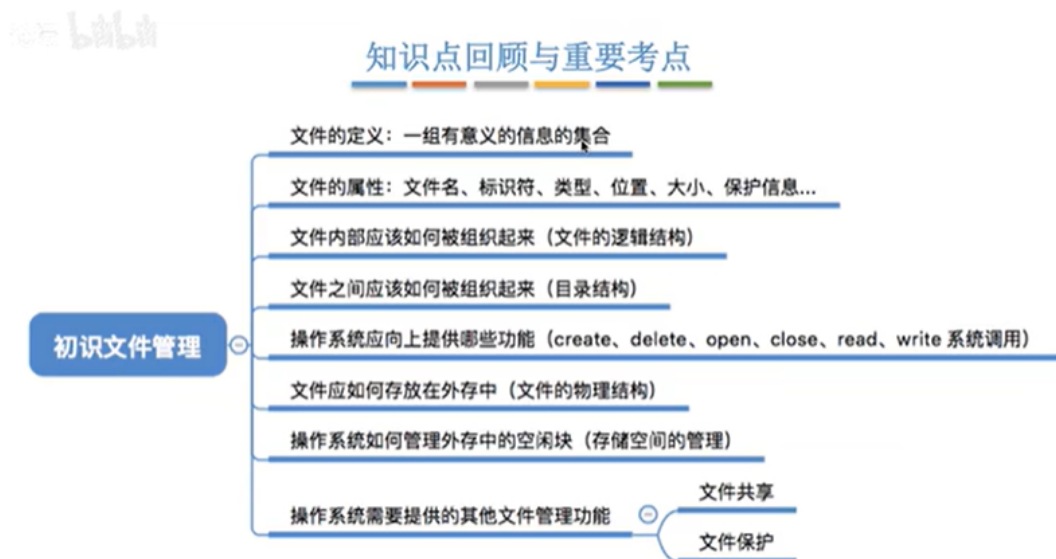 bilibili
知识点回顾与重要考点
文件的定义：一组有意义的信息的集合
文件的属性：文件名、标识符、类型、位置、大小、保护信息...
文件内部应该如何被组织起来（文件的逻辑结构）
文件之间应该如何被组织起来（目录结构）
初识文件管理
操作系统应向上提供哪些功能（create、delete、open、close、read、write 系统调用）
文件应如何存放在外存中（文件的物理结构）
操作系统如何管理外存中的空闲块（存储空间的管理）
操作系统需要提供的其他文件管理功能
文件共享
文件保护